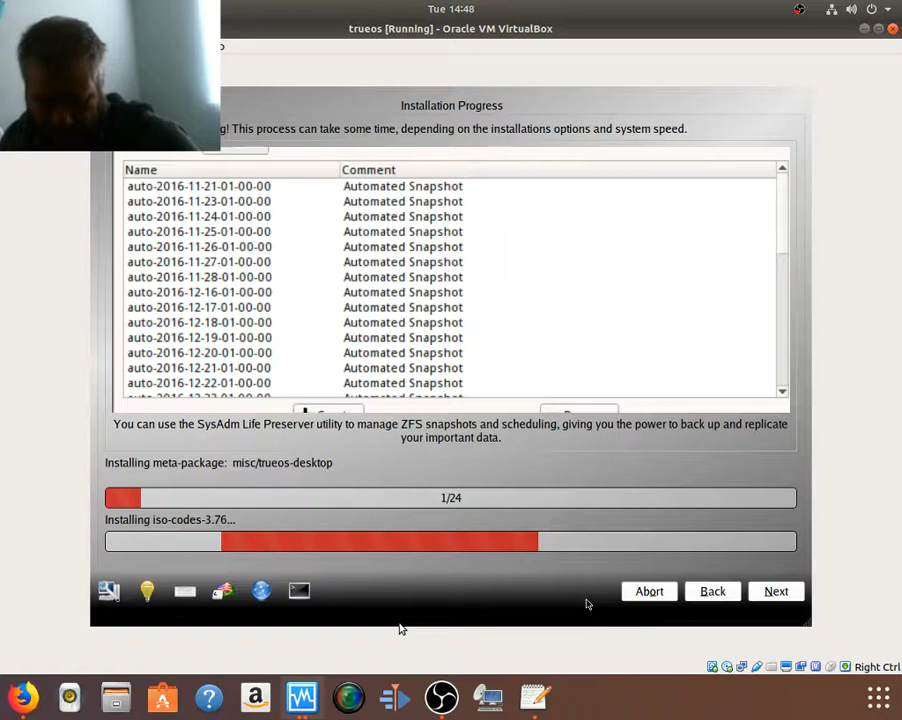 Tue 14:48
trueos [Running] - Oracle VM VirtualBox
Installation Progress
! This process can take some time, depending on the installations options and system speed.
Name Comment
auto-2016-11-21-01-00-00 Automated Snapshot
auto-2016-11-23-01-00-00 Automated Snapshot
auto-2016-11-24-01-00-00 Automated Snapshot
auto-2016-11-25-01-00-00 Automated Snapshot
auto-2016-11-26-01-00-00 Automated Snapshot
auto-2016-11-27-01-00-00 Automated Snapshot
auto-2016-11-28-01-00-00 Automated Snapshot
auto-2016-12-16-01-00-00 Automated Snapshot
auto-2016-12-17-01-00-00 Automated Snapshot
auto-2016-12-18-01-00-00 Automated Snapshot
auto-2016-12-19-01-00-00 Automated Snapshot
auto-2016-12-20-01-00-00 Automated Snapshot
auto-2016-12-21-01-00-00 Automated Snapshot
auto-2016-12-22-01-00-00 Automated Snapshot
You can use the SysAdm Life Preserver utility to manage ZFS snapshots and scheduling, giving you the power to back up and replicate
your important data.
Installing meta-package: misc/trueos-desktop
1/24
Installing iso-codes-3.76...
Abort Back Next
Right Ctrl